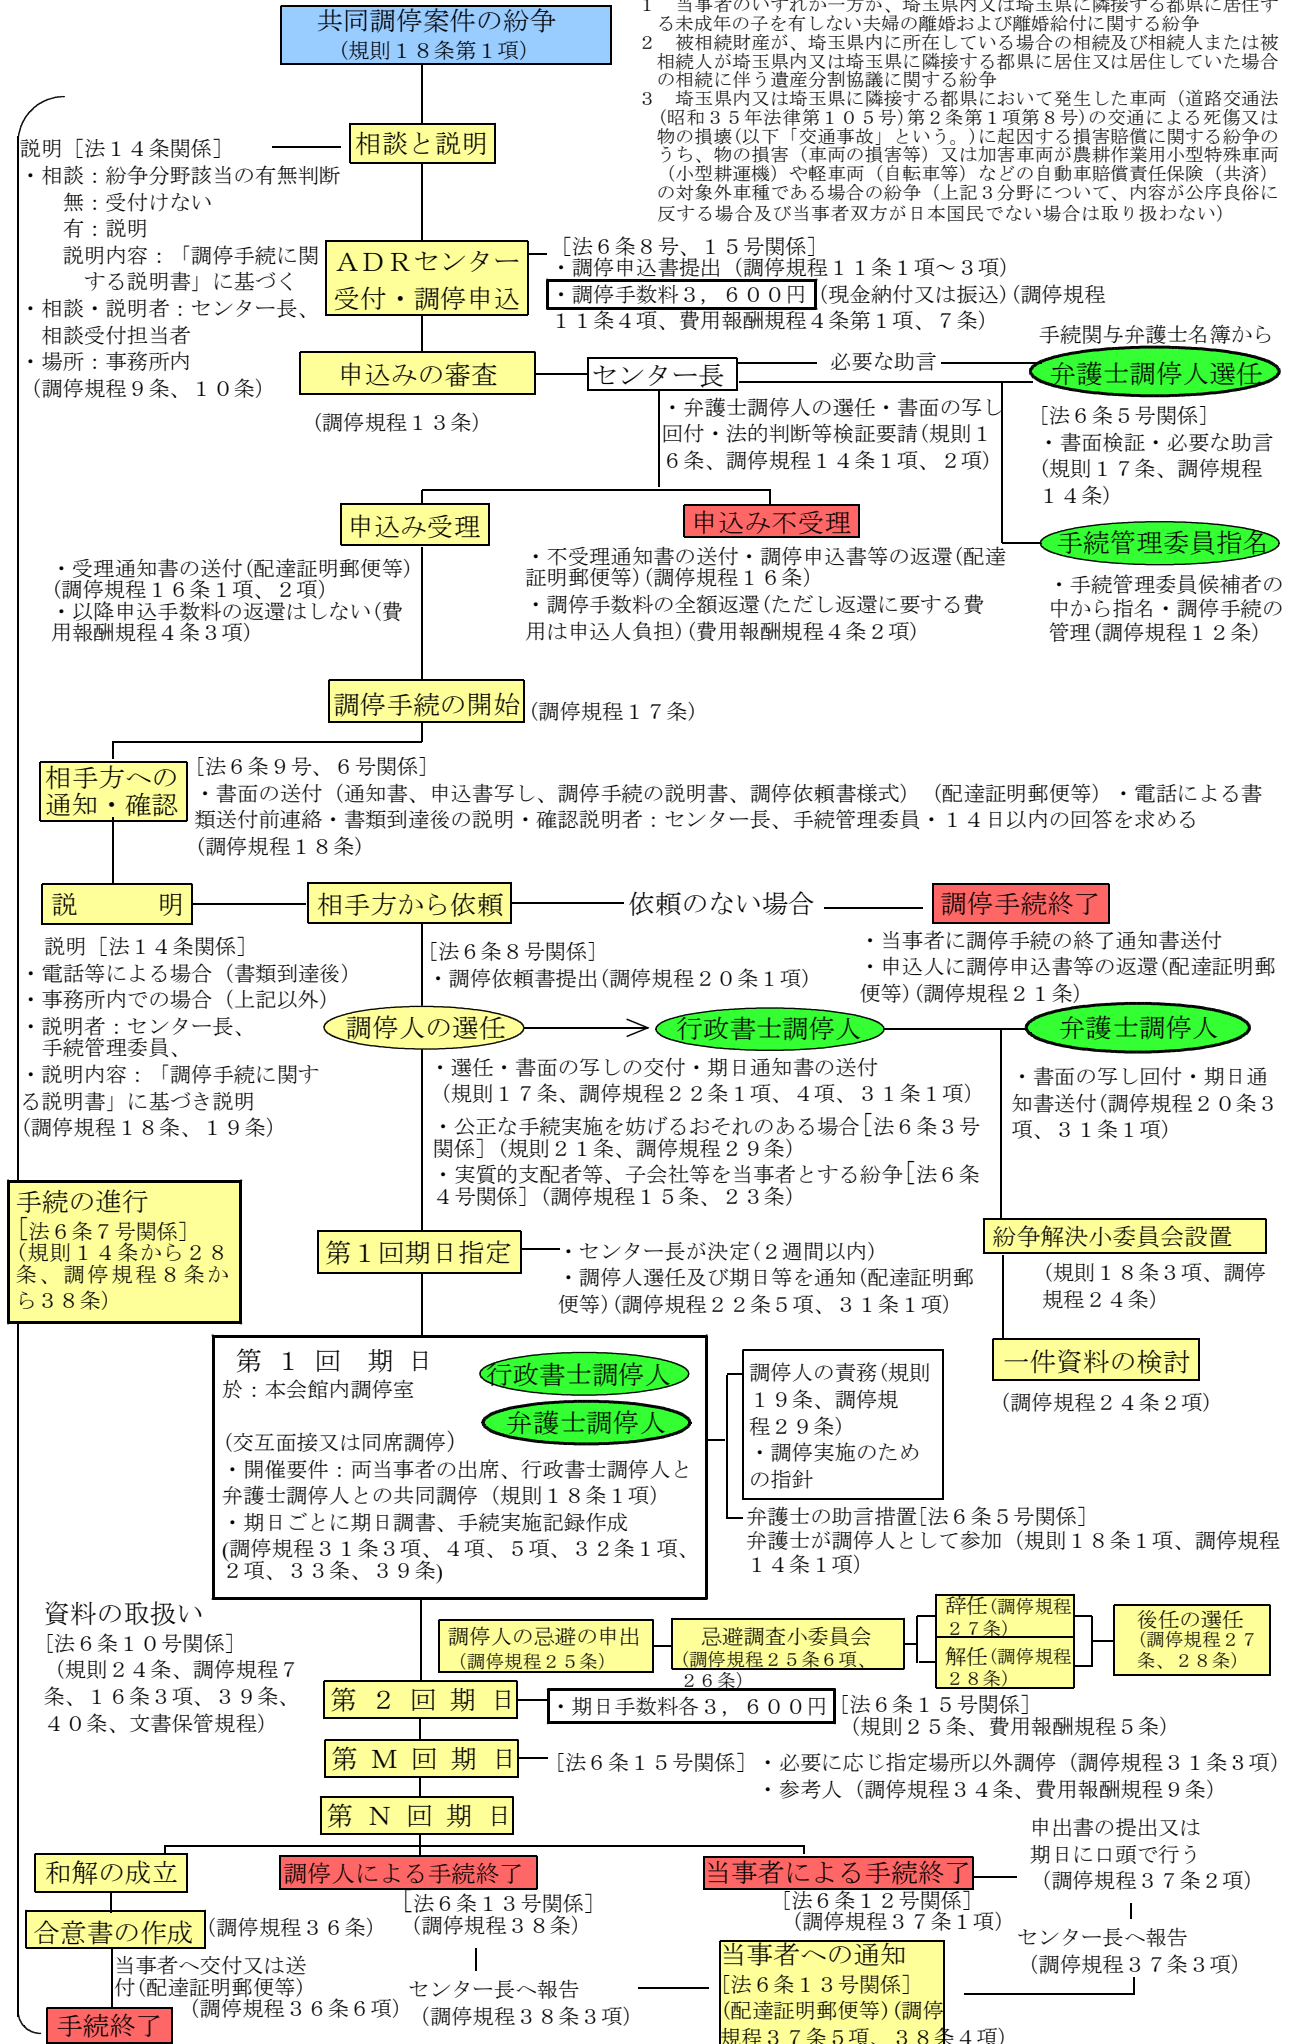 1　当事者のいずれか一方が、埼玉県内又は埼玉県に隣接する都県に居住す
る未成年の子を有しない夫婦の離婚および離婚給付に関する紛争
2　被相続財産が、埼玉県内に所在している場合の相続及び相続人または被
相続人が埼玉県内又は埼玉県に隣接する都県に居住又は居住していた場合
の相続に伴う遺産分割協議に関する紛争
3　埼玉県内又は埼玉県に隣接する都県において発生した車両（道路交通法
(昭和３５年法律第１０５号)第２条第１項第８号)の交通による死傷又は
物の損壊(以下「交通事故」という。)に起因する損害賠償に関する紛争の
うち、物の損害（車両の損害等）又は加害車両が農耕作業用小型特殊車両
（小型耕運機）や軽車両（自転車等）などの自動車賠償責任保険（共済）
の対象外車種である場合の紛争（上記３分野について、内容が公序良俗に
反する場合及び当事者双方が日本国民でない場合は取り扱わない）
共同調停案件の紛争
(規則１８条第１項)
相談と説明
説明［法１４条関係］
・相談：紛争分野該当の有無判断
無：受付けない
有：説明
説明内容：「調停手続に関
する説明書」に基づく
・相談・説明者：センター長、
相談受付担当者
・場所：事務所内
(調停規程９条、１０条)
ＡＤＲセンター
受付・調停申込
［法６条８号、１５号関係］
・調停申込書提出（調停規程１１条１項～３項）
・調停手数料３，６００円 (現金納付又は振込)(調停規程
１１条４項、費用報酬規程４条第１項、７条）
申込みの審査
(調停規程１３条)
センター長
必要な助言
手続関与弁護士名簿から
弁護士調停人選任
・弁護士調停人の選任・書面の写し
回付・法的判断等検証要請(規則１
６条、調停規程１４条１項、２項)
［法６条５号関係］
・書面検証・必要な助言
(規則１７条、調停規程
１４条)
申込み受理
・受理通知書の送付(配達証明郵便等)
(調停規程１６条１項、２項)
・以降申込手数料の返還はしない(費
用報酬規程４条３項)
申込み不受理
・不受理通知書の送付・調停申込書等の返還(配達
証明郵便等)(調停規程１６条)
・調停手数料の全額返還(ただし返還に要する費
用は申込人負担)(費用報酬規程４条２項)
手続管理委員指名
・手続管理委員候補者の
中から指名・調停手続の
管理(調停規程１２条)
調停手続の開始
(調停規程１７条)
相手方への
通知・確認
［法６条９号、６号関係］
・書面の送付（通知書、申込書写し、調停手続の説明書、調停依頼書様式）（配達証明郵便等）・電話による書
類送付前連絡・書類到達後の説明・確認説明者：センター長、手続管理委員・１４日以内の回答を求める
(調停規程１８条)
説　　明
相手方から依頼
依頼のない場合
調停手続終了
説明［法１４条関係］
・電話等による場合（書類到達後）
・事務所内での場合（上記以外）
・説明者：センター長、
手続管理委員、
・説明内容：「調停手続に関す
る説明書」に基づき説明
(調停規程１８条、１９条)
［法６条８号関係］
・調停依頼書提出(調停規程２０条１項)
・当事者に調停手続の終了通知書送付
・申込人に調停申込書等の返還(配達証明郵
便等)(調停規程２１条)
調停人の選任
行政書士調停人
弁護士調停人
・選任・書面の写しの交付・期日通知書の送付
(規則１７条、調停規程２２条１項、４項、３１条１項)
・公正な手続実施を妨げるおそれのある場合［法６条３号
関係］(規則２１条、調停規程２９条)
・実質的支配者等、子会社等を当事者とする紛争［法６条
４号関係］(調停規程１５条、２３条)
・書面の写し回付・期日通
知書送付(調停規程２０条３
項、３１条１項)
手続の進行
［法６条７号関係］
(規則１４条から２８
条、調停規程８条か
ら３８条)
第１回期日指定
・センター長が決定(２週間以内)
・調停人選任及び期日等を通知(配達証明郵
便等)(調停規程２２条５項、３１条１項)
紛争解決小委員会設置
(規則１８条３項、調停
規程２４条)
一件資料の検討
(調停規程２４条２項)
第 １ 回 期 日
於：本会館内調停室
行政書士調停人
弁護士調停人
(交互面接又は同席調停)
・開催要件：両当事者の出席、行政書士調停人と
弁護士調停人との共同調停（規則１８条１項）
・期日ごとに期日調書、手続実施記録作成
(調停規程３１条３項、４項、５項、３２条１項、
２項、３３条、３９条)
調停人の責務(規則
１９条、調停規
程２９条)
・調停実施のため
の指針
弁護士の助言措置［法６条５号関係］
弁護士が調停人として参加（規則１８条１項、調停規程
１４条１項）
資料の取扱い
［法６条１０号関係］
(規則２４条、調停規程７
条、１６条３項、３９条、
４０条、文書保管規程)
調停人の忌避の申出
(調停規程２５条)
忌避調査小委員会
(調停規程２５条６項、
２６条)
辞任(調停規程
２７条)
解任(調停規程
２８条)
後任の選任
(調停規程２７
条、２８条)
第 ２ 回 期 日
・期日手数料各３，６００円
［法６条１５号関係］
(規則２５条、費用報酬規程５条)
第 Ｍ 回 期 日
［法６条１５号関係］・必要に応じ指定場所以外調停（調停規程３１条３項）
・参考人（調停規程３４条、費用報酬規程９条）
第 Ｎ 回 期 日
和解の成立
調停人による手続終了
当事者による手続終了
申出書の提出又は
期日に口頭で行う
(調停規程３７条２項)
［法６条１３号関係］
(調停規程３８条)
［法６条１２号関係］
(調停規程３７条１項)
合意書の作成
(調停規程３６条)
当事者へ交付又は送
付(配達証明郵便等)
(調停規程３６条６項)
センター長へ報告
(調停規程３８条３項)
当事者への通知
［法６条１３号関係］
(配達証明郵便等)(調停
規程３７条５項、３８条４項)
センター長へ報告
(調停規程３７条３項)
手続終了